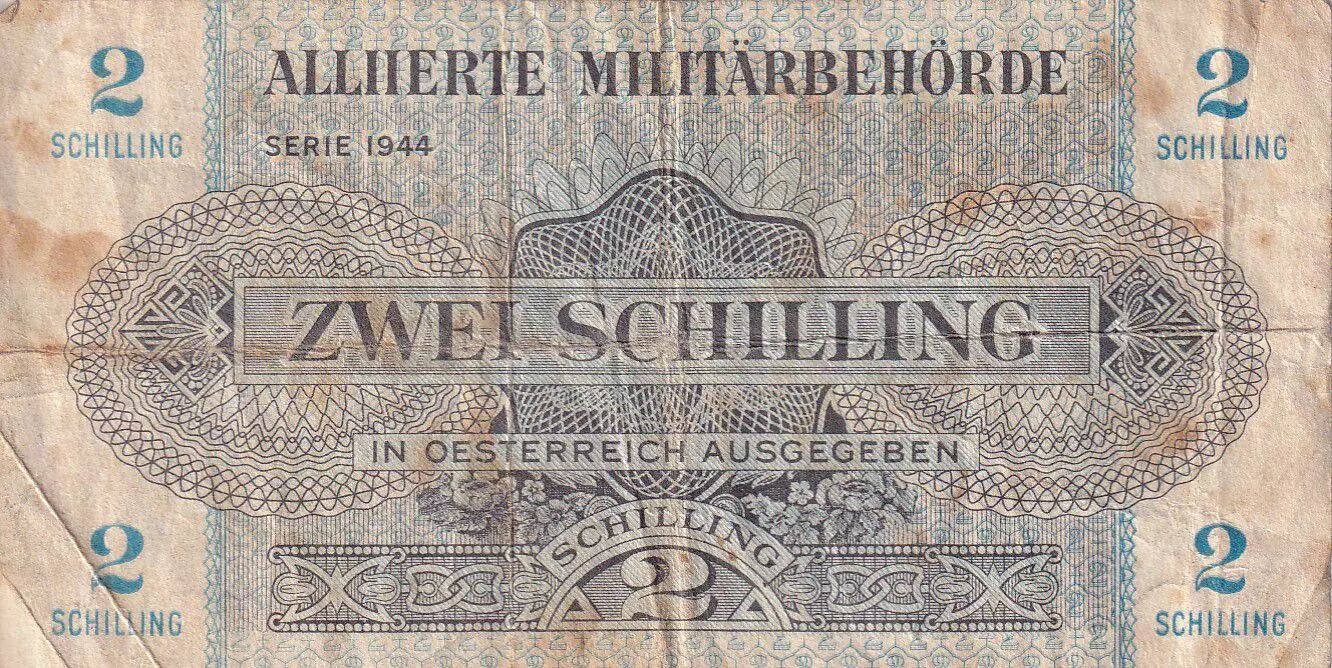 2 ALLIIERTE MILITÄRBEHÖRDE 2
SCHILLING SERIE 1944 SCHILLING
ZWEI SCHILLING
IN OESTERREICH AUSGEGEBEN
SCHILLING
2 2 2
SCHILLING SCHILLING